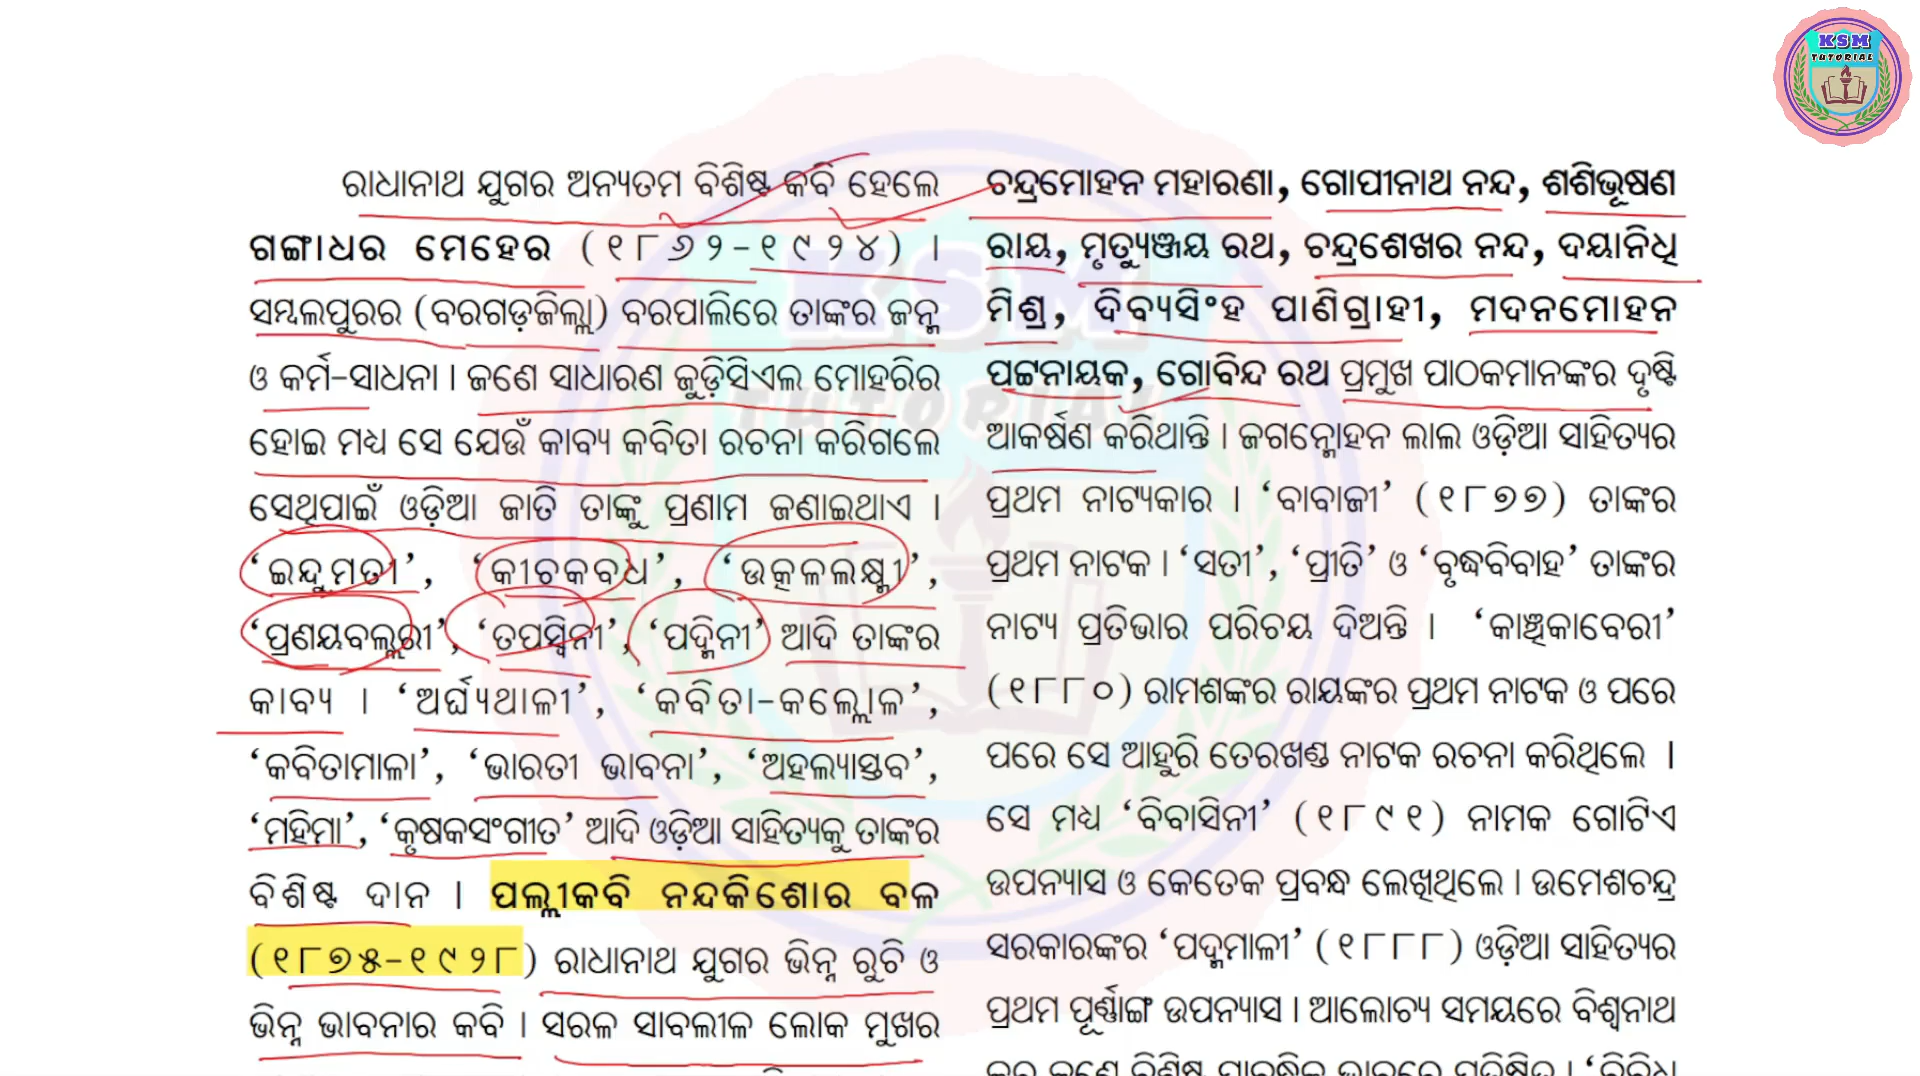 KSM
TUTORIAL
ରାଧାନାଥ ଯୁଗର ଅନ୍ୟତମ ବିଶିଷ୍ଟ କବି ହେଲେ
ଗଙ୍ଗାଧର ମେହେର (୧୮୬୨-୧୯୨୪) ।
ସମ୍ବଲପୁରର (ବରଗଡ଼ଜିଲ୍ଲା) ବରପାଲିରେ ତାଙ୍କର ଜନ୍ମ
ଓ କର୍ମ-ସାଧନା । ଜଣେ ସାଧାରଣ ଜୁଡ଼ିସିଏଲ ମୋହରିର
ହୋଇ ମଧ୍ୟ ସେ ଯେଉଁ କାବ୍ୟ କବିତା ରଚନା କରିଗଲେ
ସେଥିପାଇଁ ଓଡ଼ିଆ ଜାତି ତାଙ୍କୁ ପ୍ରଣାମ ଜଣାଇଥାଏ ।
‘ଇନ୍ଦୁମତୀ’, ‘କୀଚକବଧ’, ‘ଉତ୍କଳଲକ୍ଷ୍ମୀ’,
‘ପ୍ରଣୟବଲ୍ଲରୀ’, ‘ତପସ୍ୱିନୀ’, ‘ପଦ୍ମିନୀ’ ଆଦି ତାଙ୍କର
କାବ୍ୟ । ‘ଅର୍ଘ୍ୟଥାଳୀ’, ‘କବିତା-କଲ୍ଲୋଳ’,
‘କବିତାମାଳା’, ‘ଭାରତୀ ଭାବନା’, ‘ଅହଲ୍ୟାସ୍ତବ’,
‘ମହିମା’, ‘କୃଷକସଂଗୀତ’ ଆଦି ଓଡ଼ିଆ ସାହିତ୍ୟକୁ ତାଙ୍କର
ବିଶିଷ୍ଟ ଦାନ । ପଲ୍ଲୀକବି ନନ୍ଦକିଶୋର ବଳ
(୧୮୭୫-୧୯୨୮) ରାଧାନାଥ ଯୁଗର ଭିନ୍ନ ରୁଚି ଓ
ଭିନ୍ନ ଭାବନାର କବି । ସରଳ ସାବଲୀଳ ଲୋକ ମୁଖର
ଚନ୍ଦ୍ରମୋହନ ମହାରଣା, ଗୋପୀନାଥ ନନ୍ଦ, ଶଶିଭୂଷଣ
ରାୟ, ମୃତ୍ୟୁଞ୍ଜୟ ରଥ, ଚନ୍ଦ୍ରଶେଖର ନନ୍ଦ, ଦୟାନିଧି
ମିଶ୍ର, ଦିବ୍ୟସିଂହ ପାଣିଗ୍ରାହୀ, ମଦନମୋହନ
ପଟ୍ଟନାୟକ, ଗୋବିନ୍ଦ ରଥ ପ୍ରମୁଖ ପାଠକମାନଙ୍କର ଦୃଷ୍ଟି
ଆକର୍ଷଣ କରିଥାନ୍ତି । ଜଗନ୍ମୋହନ ଲାଲ ଓଡ଼ିଆ ସାହିତ୍ୟର
ପ୍ରଥମ ନାଟ୍ୟକାର । ‘ବାବାଜୀ’ (୧୮୭୭) ତାଙ୍କର
ପ୍ରଥମ ନାଟକ । ‘ସତୀ’, ‘ପ୍ରୀତି’ ଓ ‘ବୃଦ୍ଧବିବାହ’ ତାଙ୍କର
ନାଟ୍ୟ ପ୍ରତିଭାର ପରିଚୟ ଦିଅନ୍ତି । ‘କାଞ୍ଚିକାବେରୀ’
(୧୮୮୦) ରାମଶଙ୍କର ରାୟଙ୍କର ପ୍ରଥମ ନାଟକ ଓ ପରେ
ପରେ ସେ ଆହୁରି ତେରଖଣ୍ଡ ନାଟକ ରଚନା କରିଥିଲେ ।
ସେ ମଧ୍ୟ ‘ବିବାସିନୀ’ (୧୮୯୧) ନାମକ ଗୋଟିଏ
ଉପନ୍ୟାସ ଓ କେତେକ ପ୍ରବନ୍ଧ ଲେଖିଥିଲେ । ଉମେଶଚନ୍ଦ୍ର
ସରକାରଙ୍କର ‘ପଦ୍ମମାଳୀ’ (୧୮୮୮) ଓଡ଼ିଆ ସାହିତ୍ୟର
ପ୍ରଥମ ପୂର୍ଣ୍ଣାଙ୍ଗ ଉପନ୍ୟାସ । ଆଲୋଚ୍ୟ ସମୟରେ ବିଶ୍ୱନାଥ